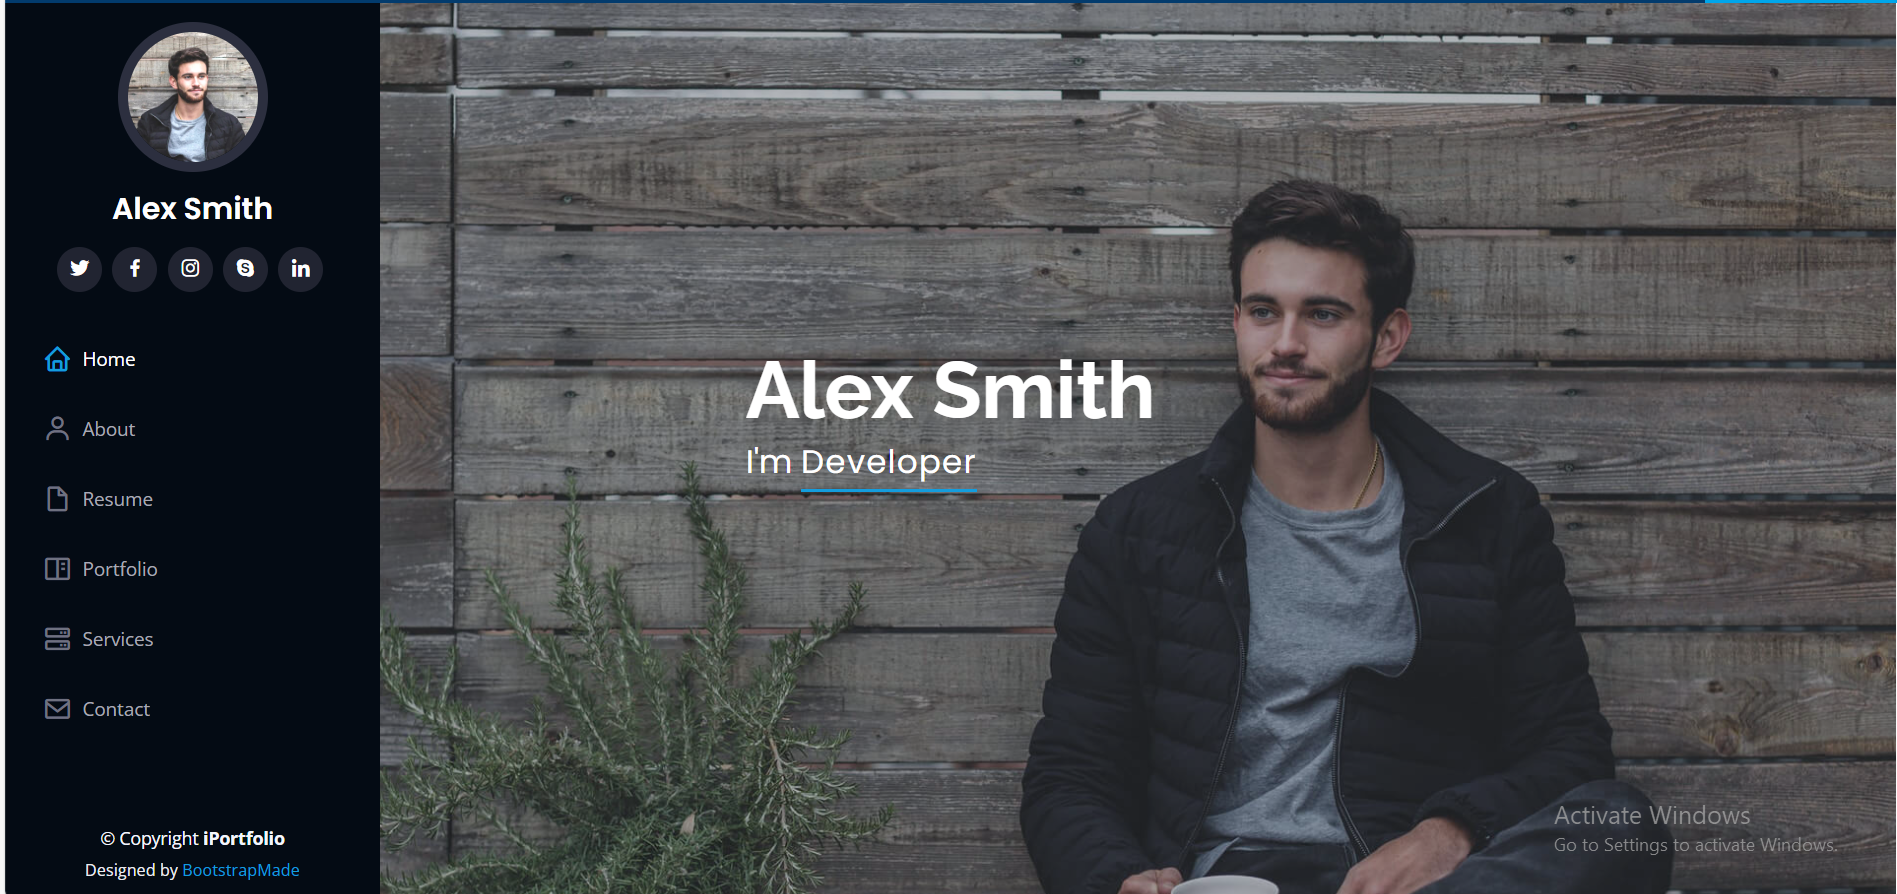 Alex Smith
Home
About
Resume
Portfolio
Services
Contact
© Copyright iPortfolio
Designed by BootstrapMade
Alex Smith
I'm Developer
Activate Windows
Go to Settings to activate Windows.